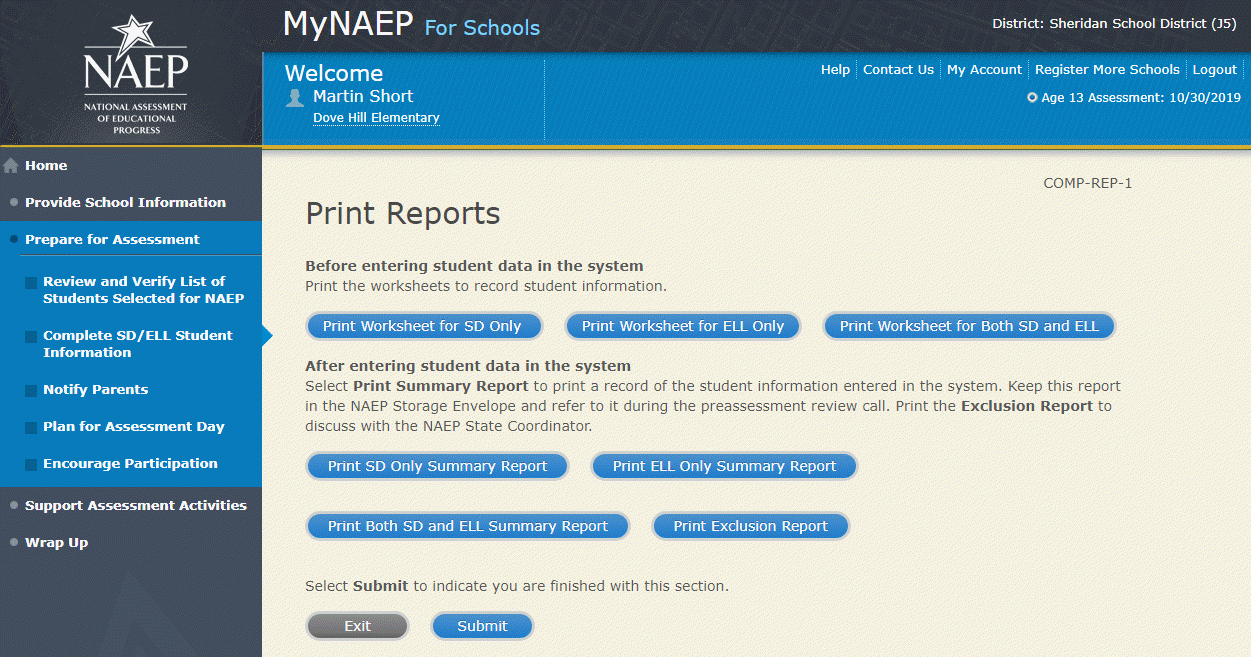 NAEP
NATIONAL ASSESSMENT
OF EDUCATIONAL
PROGRESS
MyNAEP For Schools
District: Sheridan School District (J5)
Welcome
Martin Short
Dove Hill Elementary
Help Contact Us My Account Register More Schools Logout
Age 13 Assessment: 10/30/2019
Home
Provide School Information
Prepare for Assessment
Review and Verify List of
Students Selected for NAEP
Complete SD/ELL Student
Information
Notify Parents
Plan for Assessment Day
Encourage Participation
Support Assessment Activities
Wrap Up
COMP-REP-1
Print Reports
Before entering student data in the system
Print the worksheets to record student information.
Print Worksheet for SD Only Print Worksheet for ELL Only Print Worksheet for Both SD and ELL
After entering student data in the system
Select Print Summary Report to print a record of the student information entered in the system. Keep this report
in the NAEP Storage Envelope and refer to it during the preassessment review call. Print the Exclusion Report to
discuss with the NAEP State Coordinator.
Print SD Only Summary Report Print ELL Only Summary Report
Print Both SD and ELL Summary Report Print Exclusion Report
Select Submit to indicate you are finished with this section.
Exit Submit